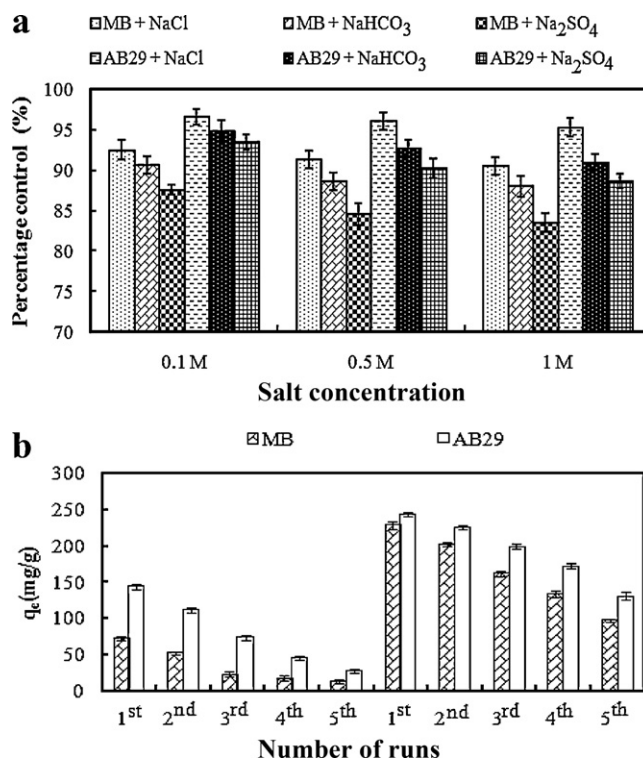 a
MB + NaCl MB + NaHCO3 MB + Na2SO4
AB29 + NaCl AB29 + NaHCO3 AB29 + Na2SO4
Percentage control (%)
100
95
90
85
80
75
70
0.1 M 0.5 M 1 M
Salt concentration
b
MB AB29
qe(mg/g)
300
250
200
150
100
50
0
1st 2nd 3rd 4th 5th 1st 2nd 3rd 4th 5th
Number of runs